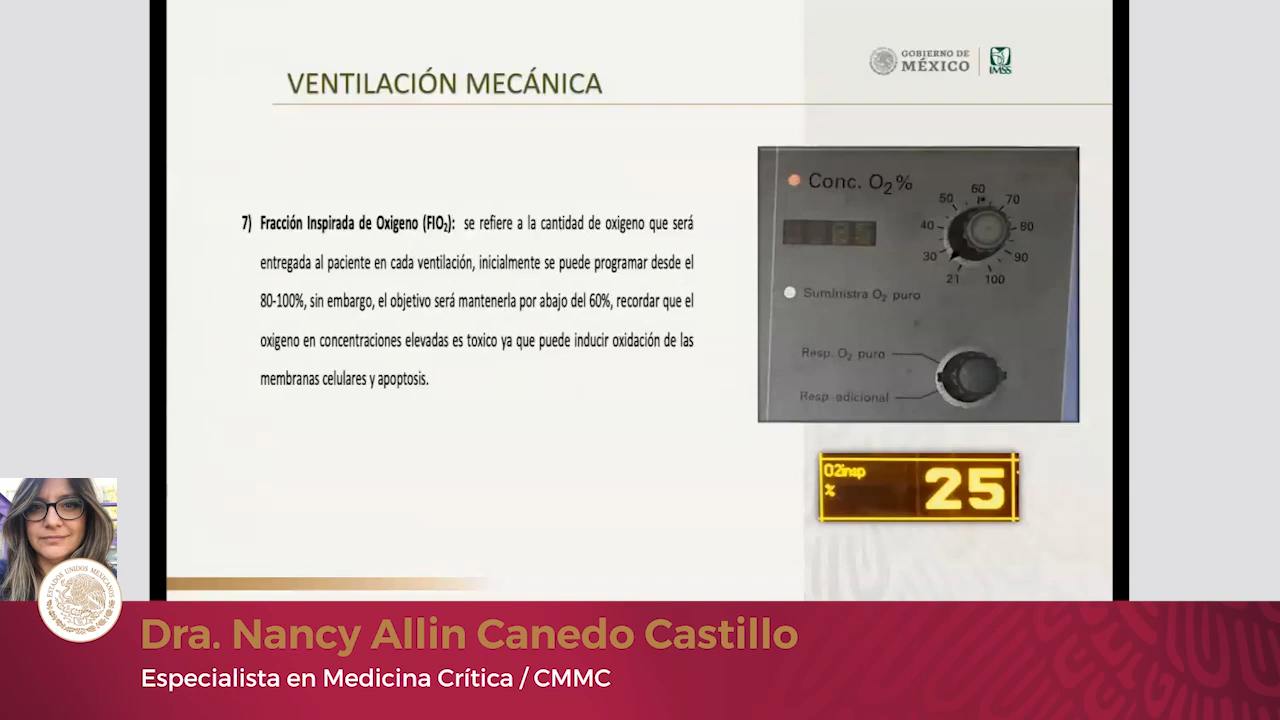 GOBIERNO DE
MÉXICO
IMSS
VENTILACIÓN MECÁNICA
7) Fracción Inspirada de Oxigeno (FIO₂): se refiere a la cantidad de oxigeno que será
entregada al paciente en cada ventilación, inicialmente se puede programar desde el
80-100%, sin embargo, el objetivo será mantenerla por abajo del 60%, recordar que el
oxigeno en concentraciones elevadas es toxico ya que puede inducir oxidación de las
membranas celulares y apoptosis.
Conc. O₂%
60
50 70
40 80
30 90
21 100
Suministra O₂ puro
Resp. O₂ puro
Resp. adicional
O2insp
% 25
ESTADOS UNIDOS MEXICANOS
Dra. Nancy Allin Canedo Castillo
Especialista en Medicina Crítica / CMMC